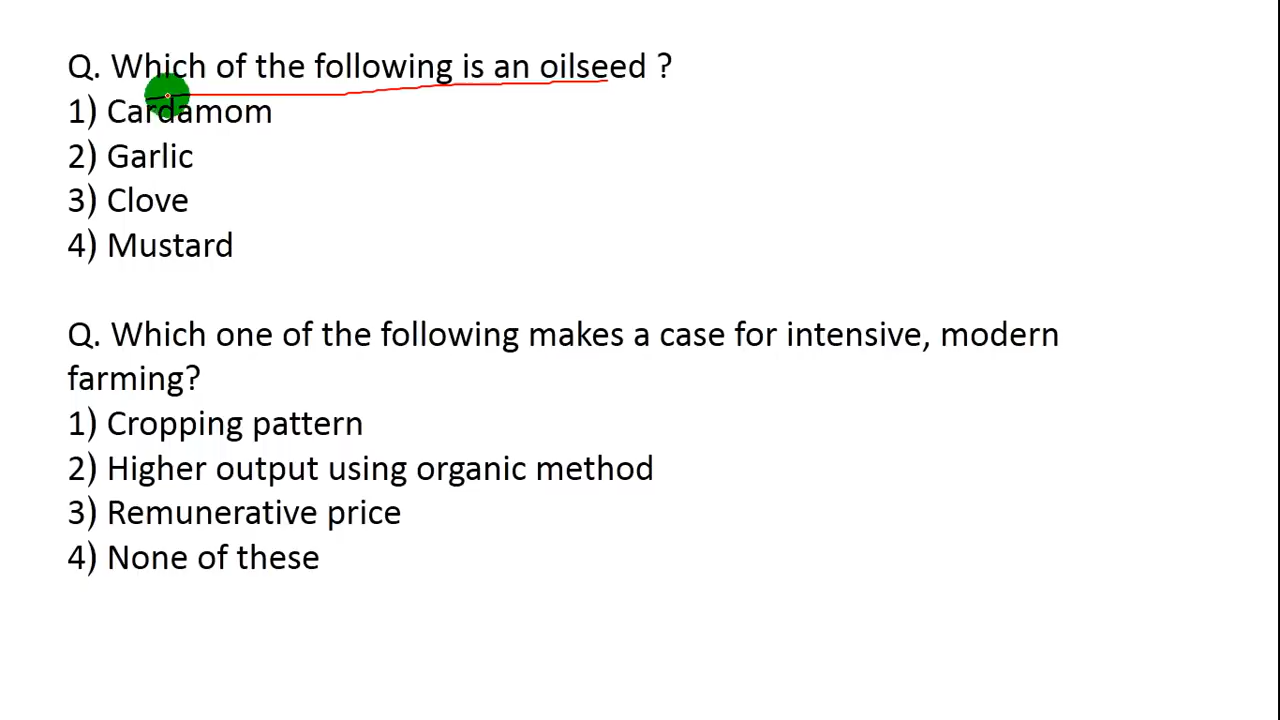 Q. Which of the following is an oilseed ?
1) Cardamom
2) Garlic
3) Clove
4) Mustard
Q. Which one of the following makes a case for intensive, modern
farming?
1) Cropping pattern
2) Higher output using organic method
3) Remunerative price
4) None of these